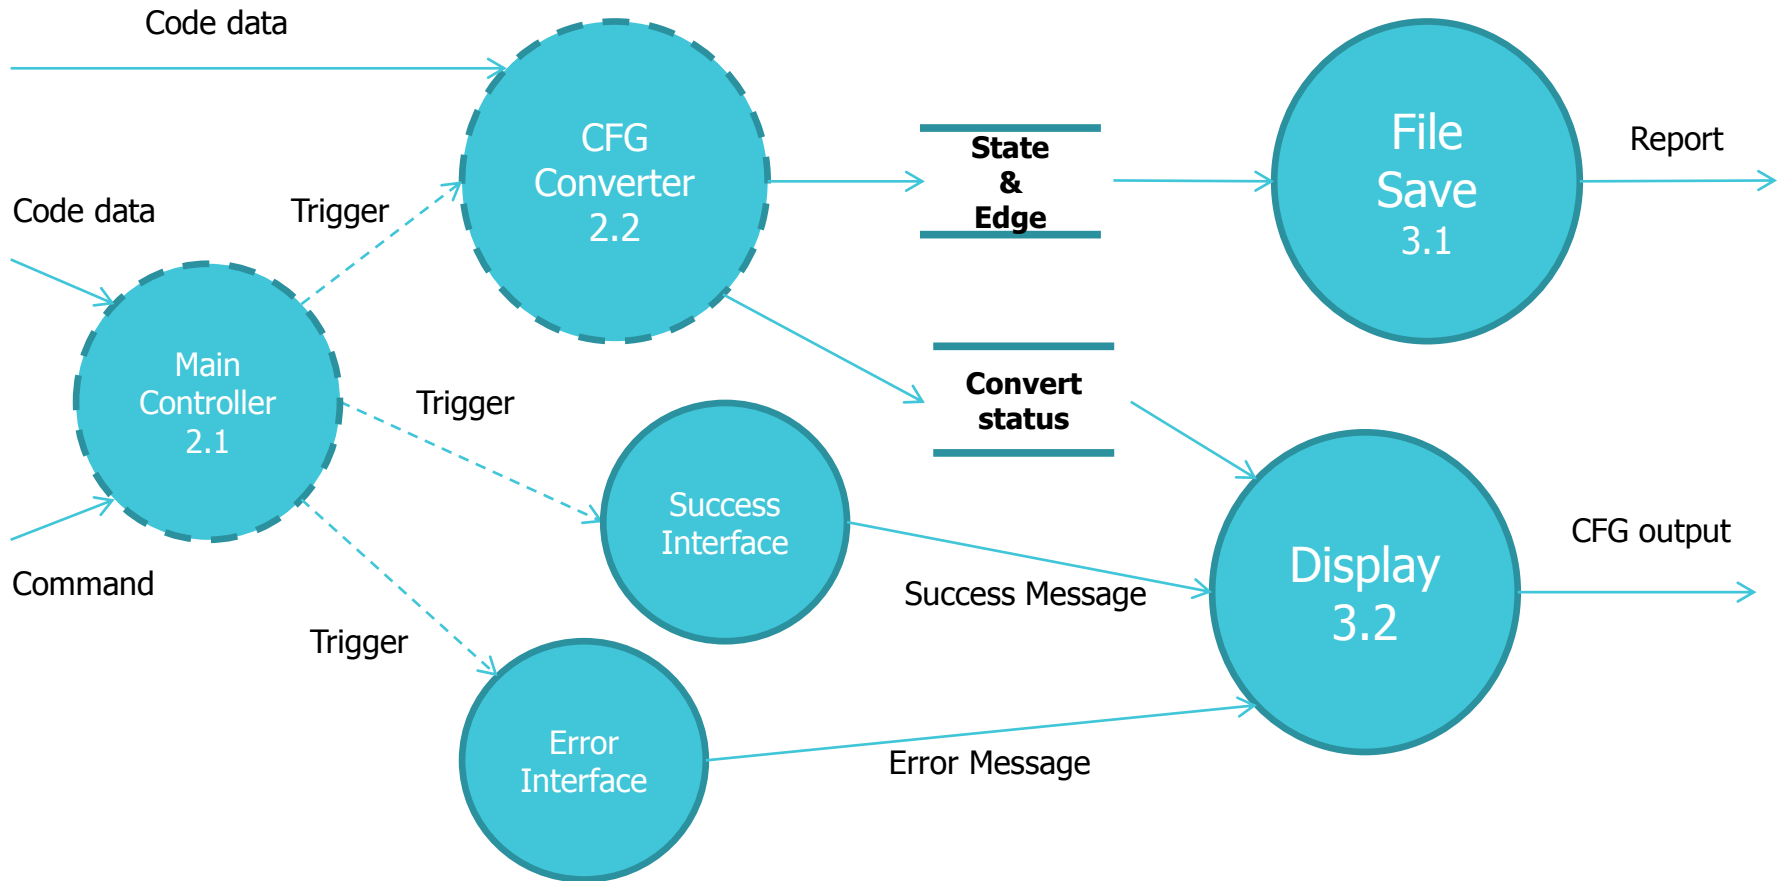 Code data
CFG
Converter
2.2
State
&
Edge
File
Save
3.1
Report
Code data
Trigger
Main
Controller
2.1
Trigger
Convert
status
Command
Success
Interface
Success Message
Display
3.2
CFG output
Trigger
Error
Interface
Error Message